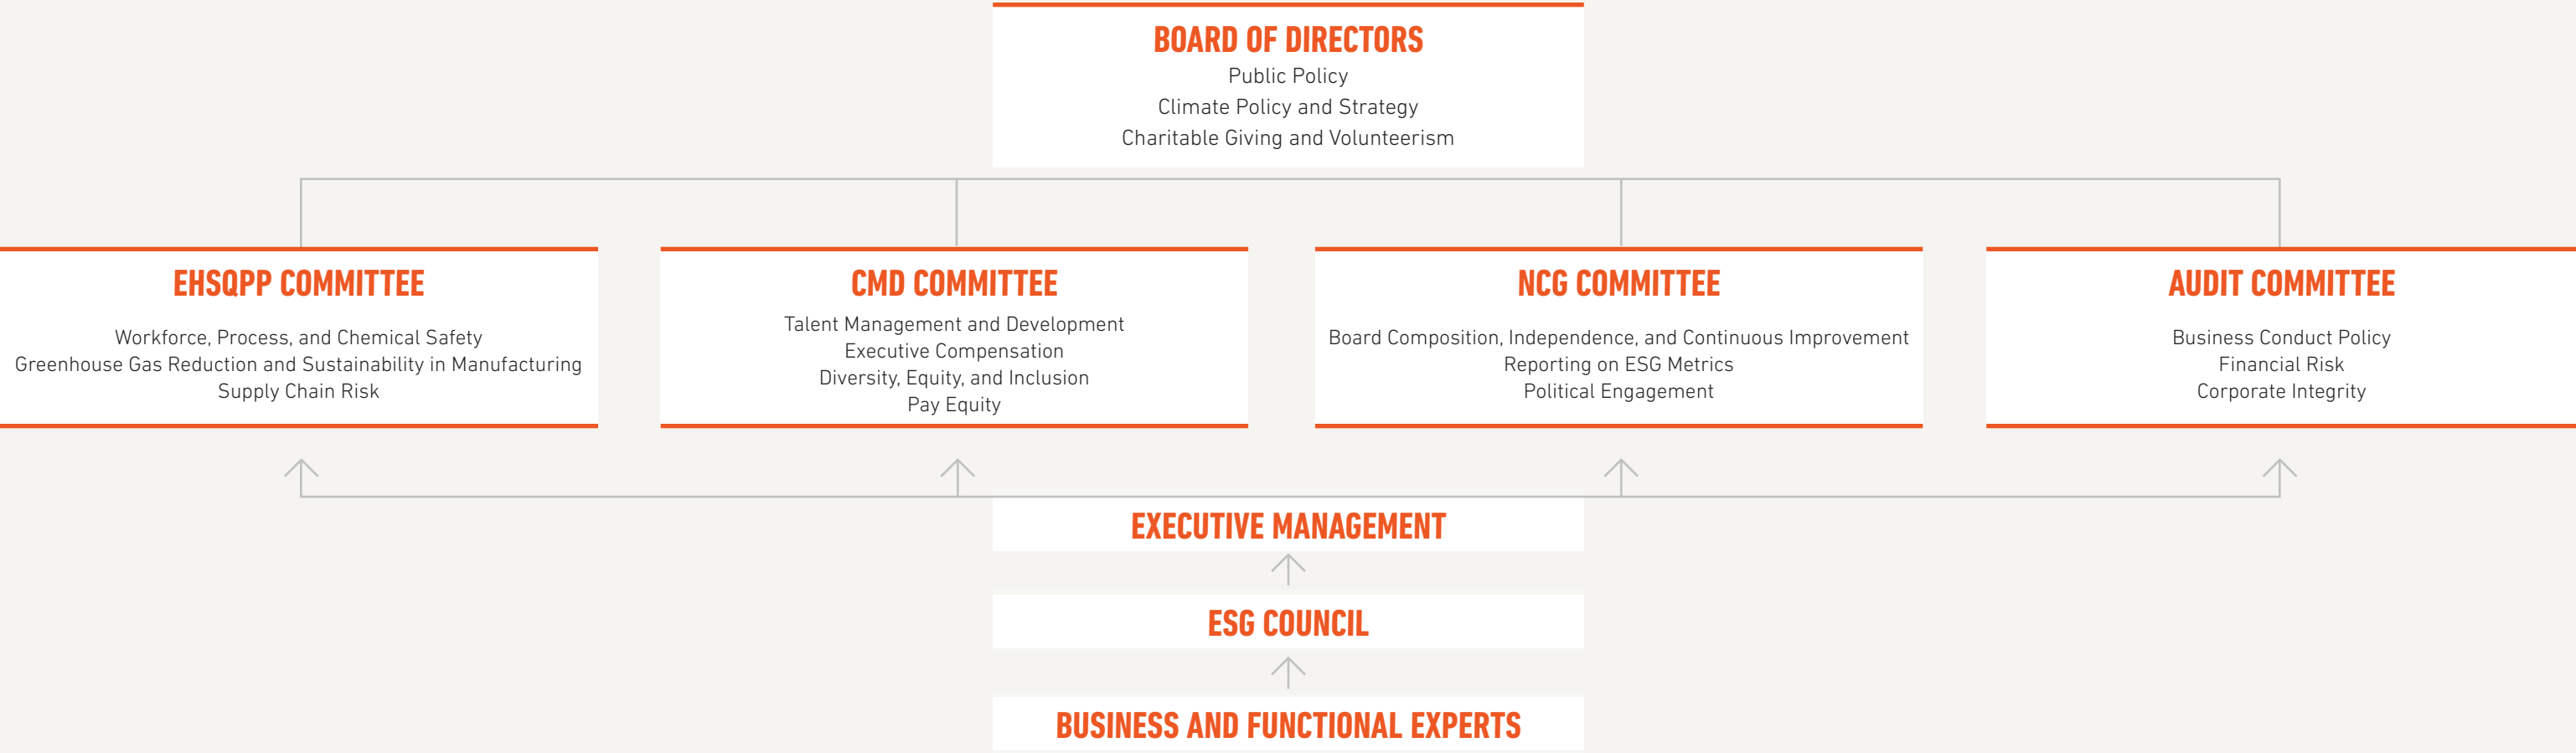 BOARD OF DIRECTORS
Public Policy
Climate Policy and Strategy
Charitable Giving and Volunteerism
EHSQPP COMMITTEE
Workforce, Process, and Chemical Safety
Greenhouse Gas Reduction and Sustainability in Manufacturing
Supply Chain Risk
CMD COMMITTEE
Talent Management and Development
Executive Compensation
Diversity, Equity, and Inclusion
Pay Equity
NCG COMMITTEE
Board Composition, Independence, and Continuous Improvement
Reporting on ESG Metrics
Political Engagement
AUDIT COMMITTEE
Business Conduct Policy
Financial Risk
Corporate Integrity
EXECUTIVE MANAGEMENT
ESG COUNCIL
BUSINESS AND FUNCTIONAL EXPERTS